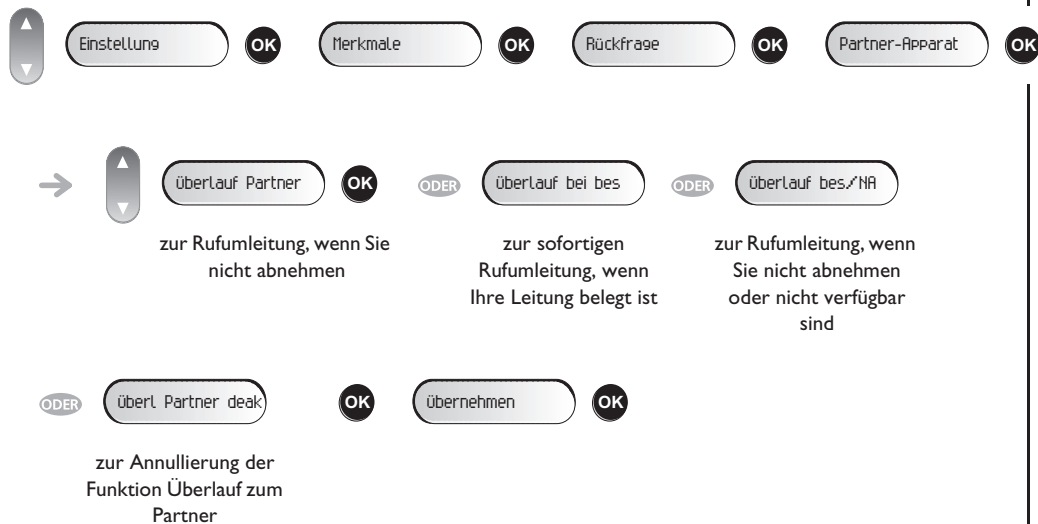 Einstellung OK Merkmale OK Rückfrage OK Partner-Apparat OK
überlauf Partner OK ODER überlauf bei bes ODER überlauf bes/NA
zur Rufumleitung, wenn Sie
nicht abnehmen
zur sofortigen
Rufumleitung, wenn
Ihre Leitung belegt ist
zur Rufumleitung, wenn
Sie nicht abnehmen
oder nicht verfügbar
sind
ODER überl Partner deak OK übernehmen OK
zur Annullierung der
Funktion Überlauf zum
Partner